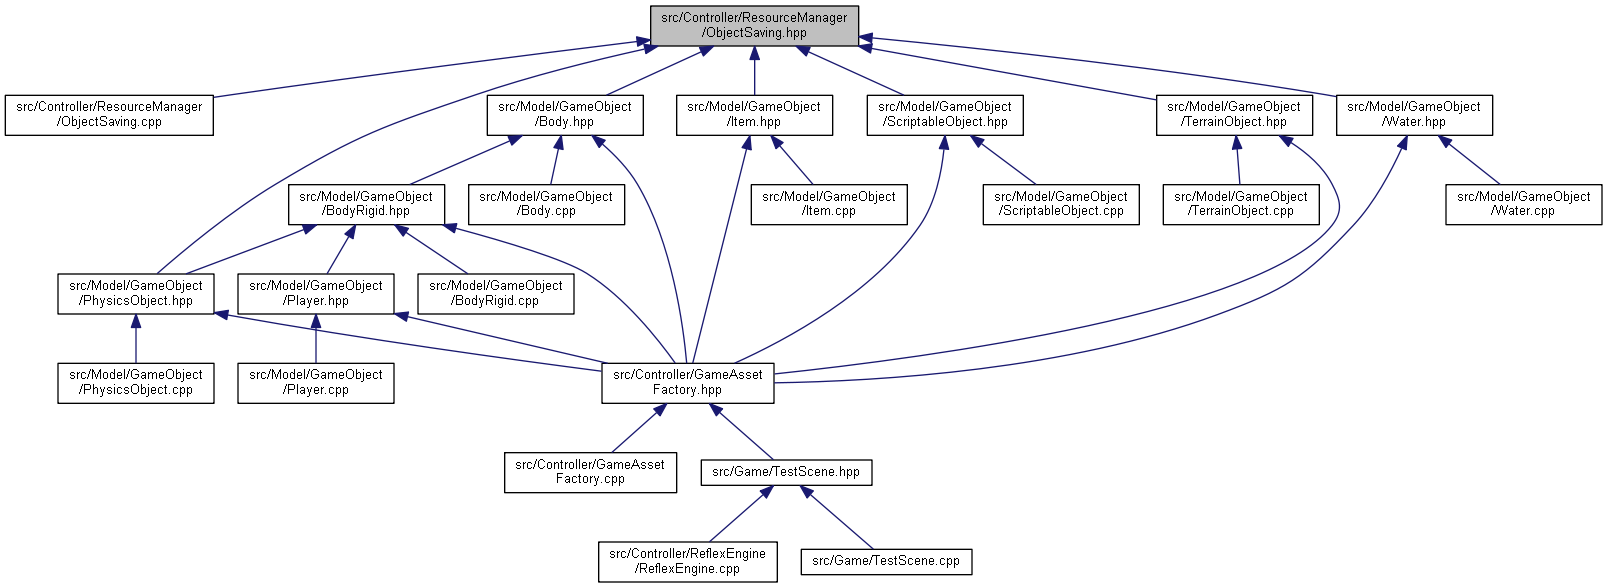 src/Controller/ResourceManager
/ObjectSaving.hpp
src/Controller/ResourceManager
/ObjectSaving.cpp
src/Model/GameObject
/Body.hpp
src/Model/GameObject
/Item.hpp
src/Model/GameObject
/ScriptableObject.hpp
src/Model/GameObject
/TerrainObject.hpp
src/Model/GameObject
/Water.hpp
src/Model/GameObject
/BodyRigid.hpp
src/Model/GameObject
/Body.cpp
src/Model/GameObject
/Item.cpp
src/Model/GameObject
/ScriptableObject.cpp
src/Model/GameObject
/TerrainObject.cpp
src/Model/GameObject
/Water.cpp
src/Model/GameObject
/PhysicsObject.hpp
src/Model/GameObject
/Player.hpp
src/Model/GameObject
/BodyRigid.cpp
src/Model/GameObject
/PhysicsObject.cpp
src/Model/GameObject
/Player.cpp
src/Controller/GameAsset
Factory.hpp
src/Controller/GameAsset
Factory.cpp
src/Game/TestScene.hpp
src/Controller/ReflexEngine
/ReflexEngine.cpp
src/Game/TestScene.cpp